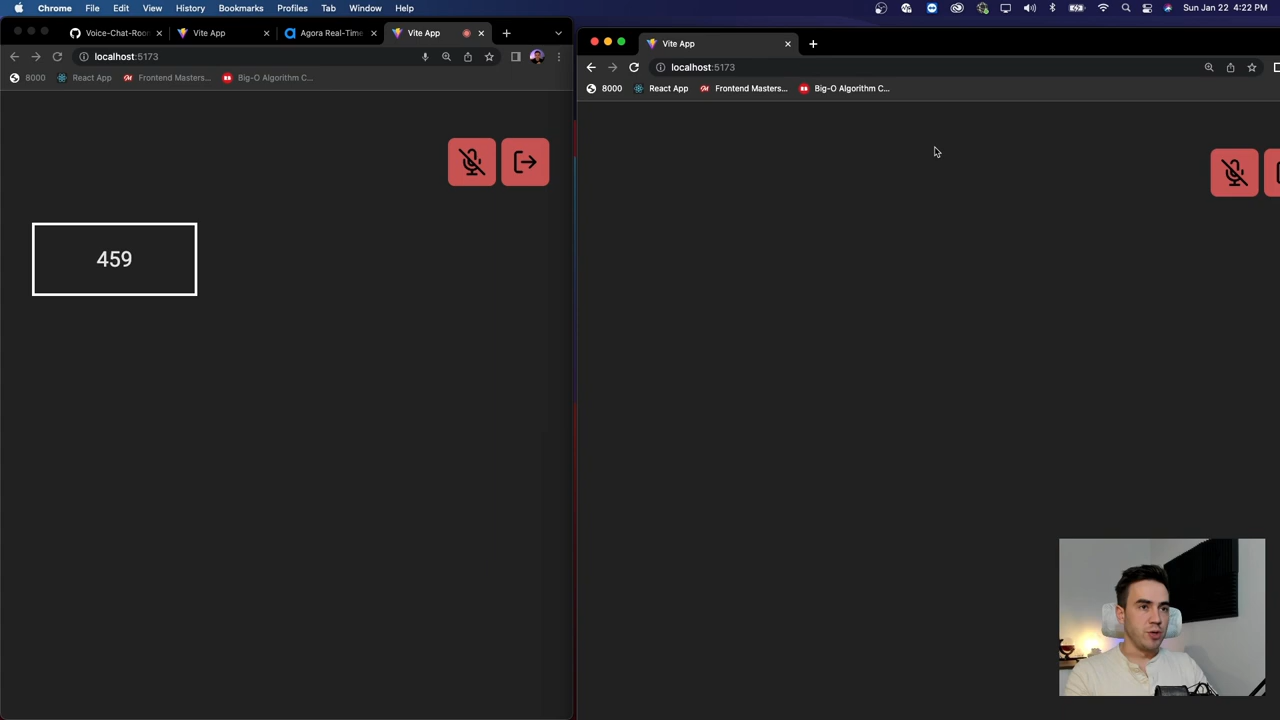 Chrome File Edit View History Bookmarks Profiles Tab Window Help Sun Jan 22 4:22 PM
Voice-Chat-Roo Vite App Agora Real-Time Vite App
localhost:5173
8000 React App Frontend Masters... Big-O Algorithm C...
459
Vite App
localhost:5173
8000 React App Frontend Masters... Big-O Algorithm C...